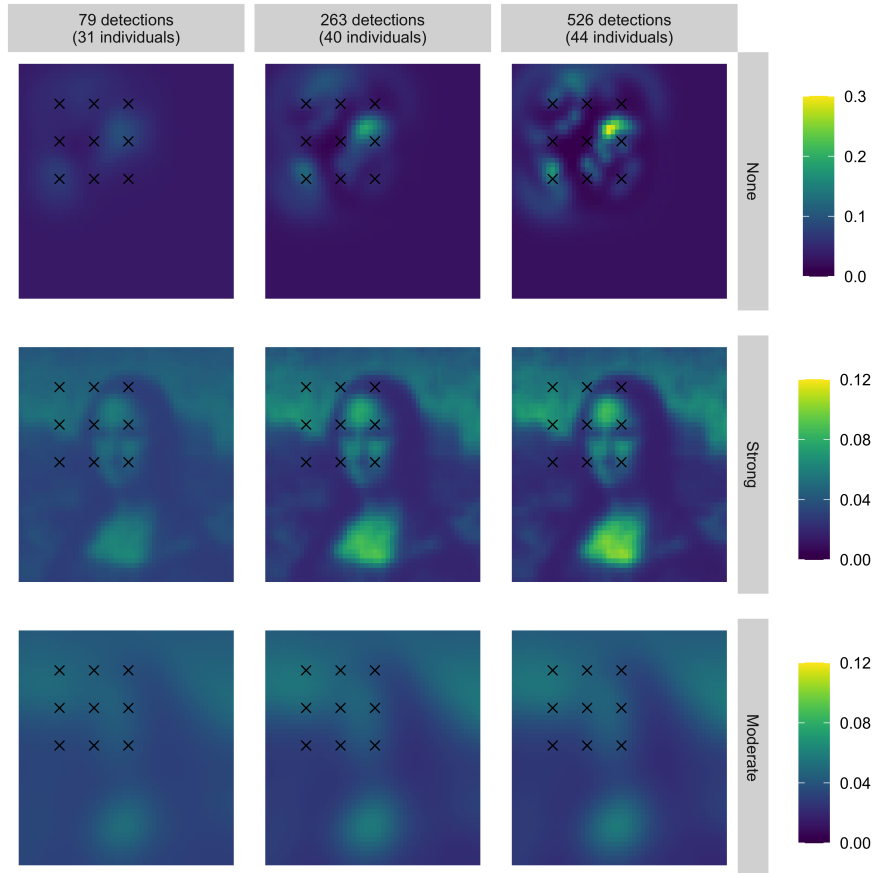 79 detections
(31 individuals)
263 detections
(40 individuals)
526 detections
(44 individuals)
None
0.3
0.2
0.1
0.0
Strong
0.12
0.08
0.04
0.00
Moderate
0.12
0.08
0.04
0.00